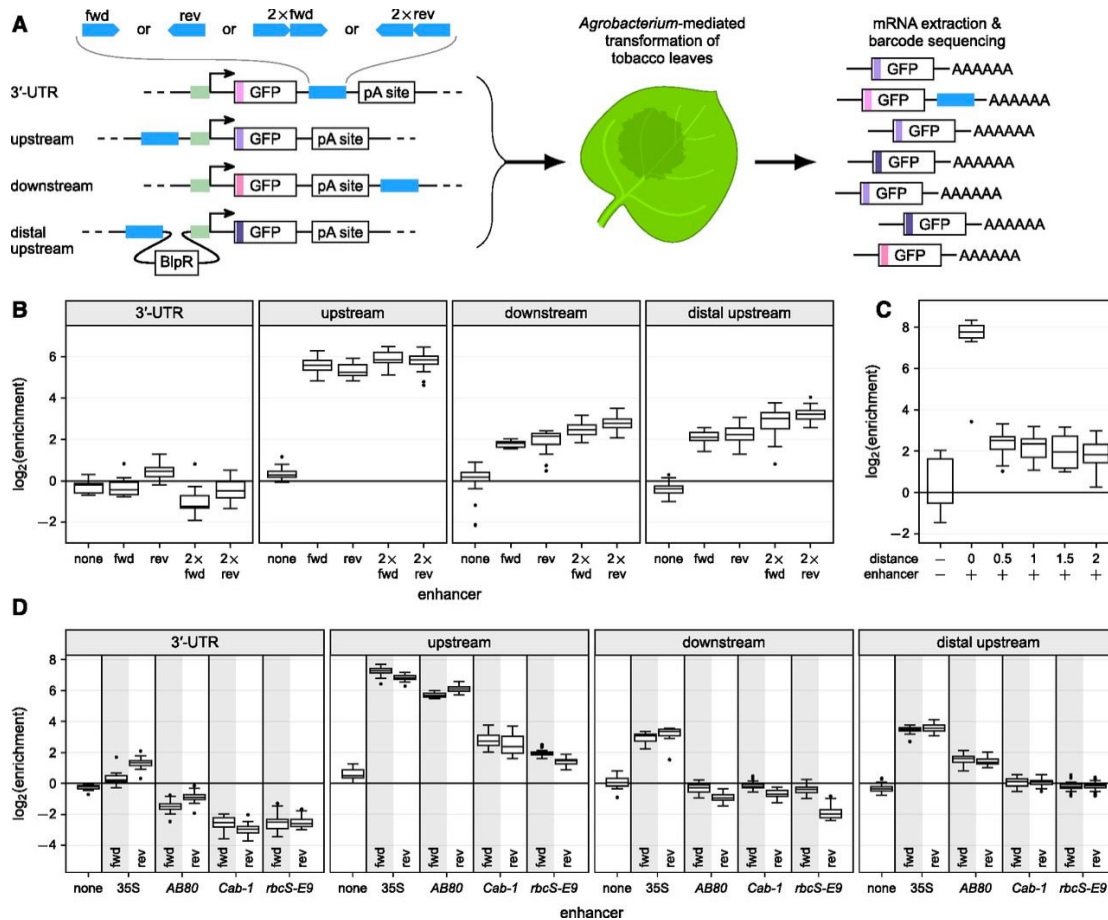 A
fwd or rev or 2×fwd or 2×rev
Agrobacterium-mediated
transformation of
tobacco leaves
mRNA extraction &
barcode sequencing
3′-UTR
GFP
pA site
upstream
GFP
pA site
downstream
GFP
pA site
distal
upstream
BlpR
GFP
pA site
GFP AAAAAA
GFP AAAAAA
GFP AAAAAA
GFP AAAAAA
GFP AAAAAA
GFP AAAAAA
GFP AAAAAA
B
3′-UTR upstream downstream distal upstream
log2(enrichment)
6
4
2
0
−2
none fwd rev 2× fwd 2× rev none fwd rev 2× fwd 2× rev none fwd rev 2× fwd 2× rev none fwd rev 2× fwd 2× rev
enhancer
C
log2(enrichment)
8
6
4
2
0
−2
distance − 0 0.5 1 1.5 2
enhancer − + + + + +
D
3′-UTR upstream downstream distal upstream
log2(enrichment)
8
6
4
2
0
−2
−4
fwd rev fwd rev fwd rev fwd rev fwd rev fwd rev fwd rev fwd rev fwd rev fwd rev fwd rev fwd rev fwd rev fwd rev fwd rev fwd rev
none 35S AB80 Cab-1 rbcS-E9 none 35S AB80 Cab-1 rbcS-E9 none 35S AB80 Cab-1 rbcS-E9 none 35S AB80 Cab-1 rbcS-E9
enhancer